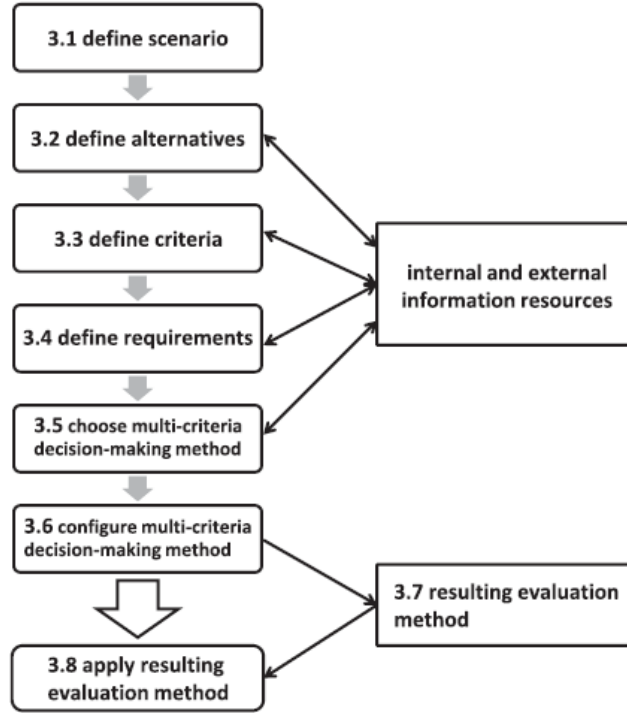 3.1 define scenario
3.2 define alternatives
3.3 define criteria
internal and external
information resources
3.4 define requirements
3.5 choose multi-criteria
decision-making method
3.6 configure multi-criteria
decision-making method
3.7 resulting evaluation
method
3.8 apply resulting
evaluation method